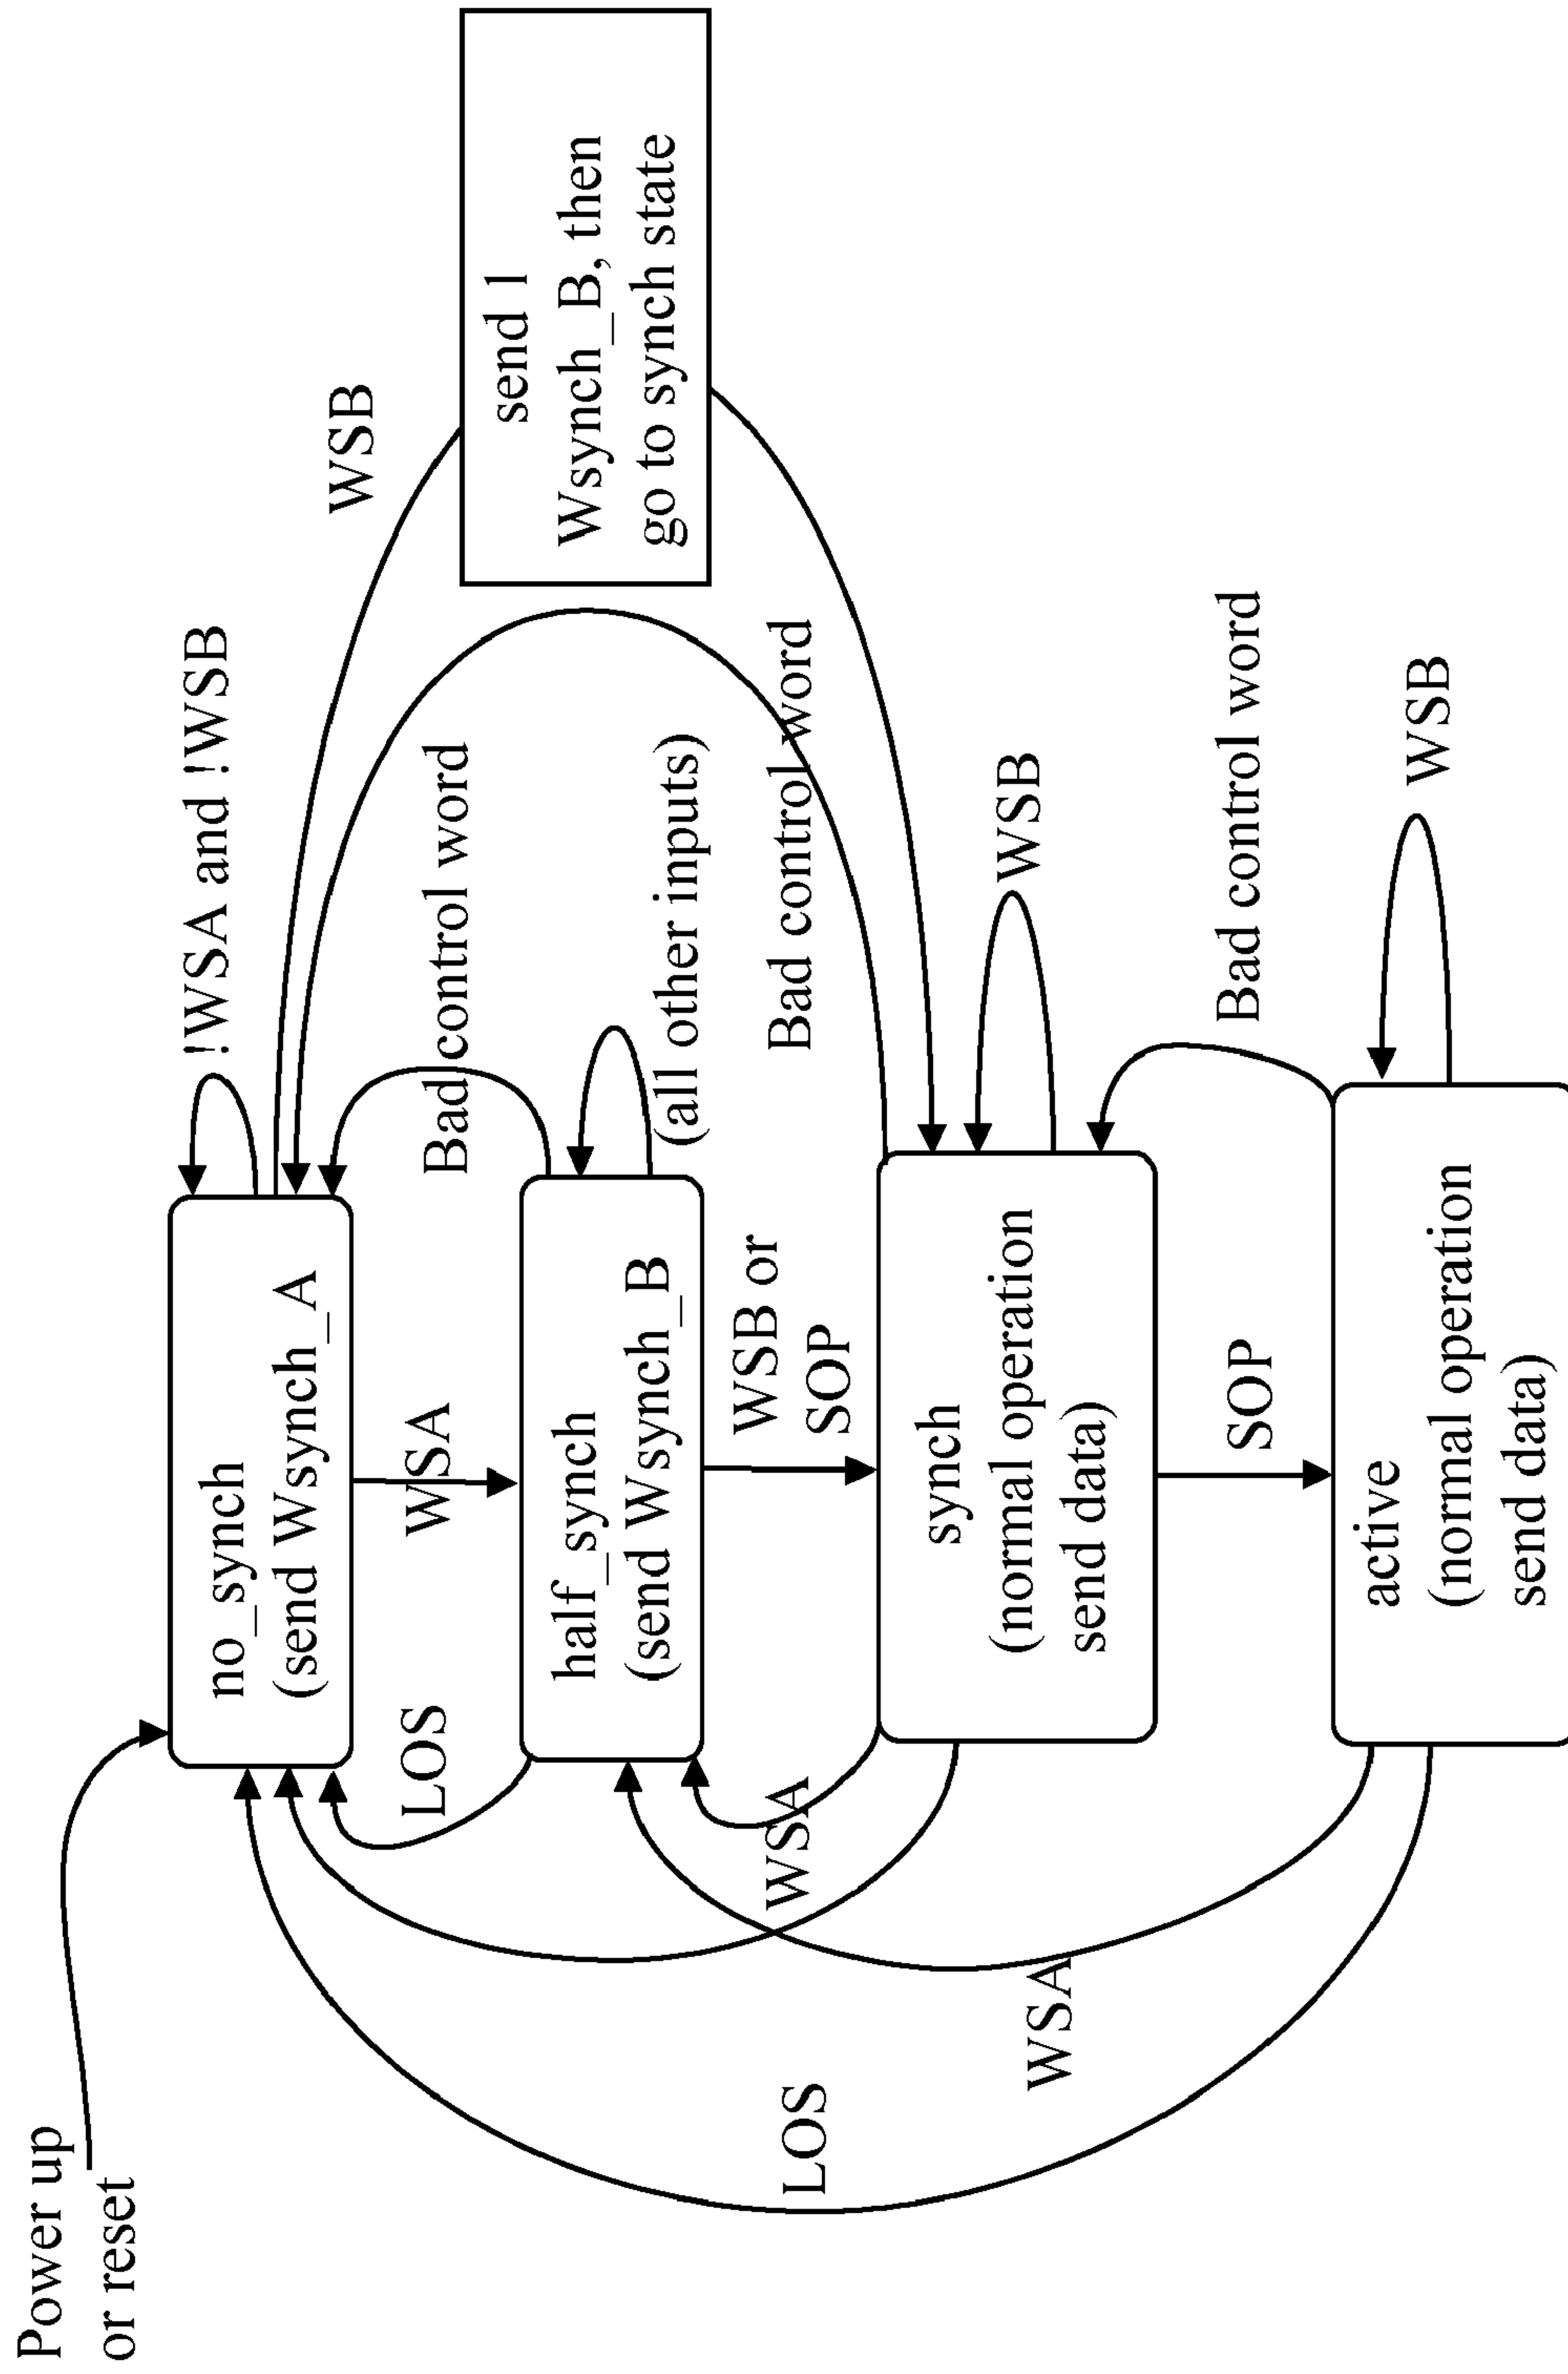 Power up
or reset
no_synch
(send Wsynch_A
!WSA and !WSB
WSB
send 1
Wsynch_B, then
go to synch state
LOS
WSA
Bad control word
half_synch
(send Wsynch_B
(all other inputs)
WSA
WSB or
SOP
Bad control word
LOS
synch
(normal operation
send data)
WSB
WSA
SOP
Bad control word
active
(normal operation
send data)
WSB